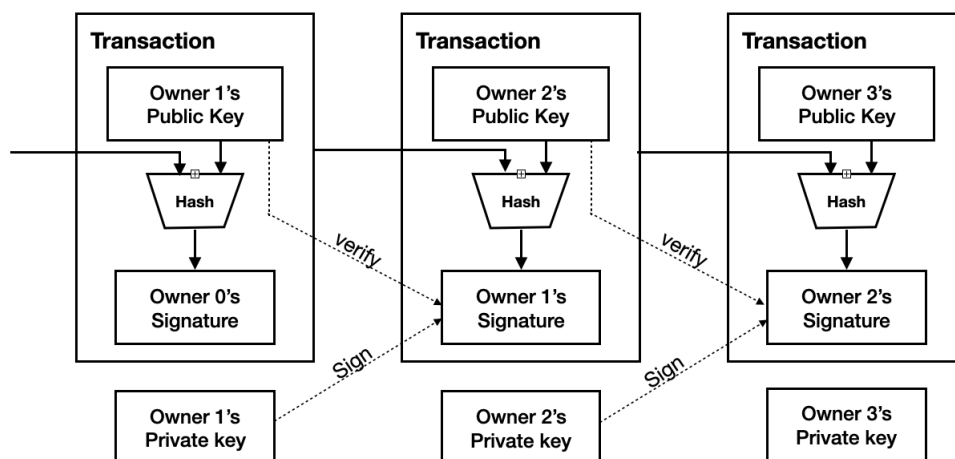 Transaction
Owner 1's
Public Key
Hash
Owner 0's
Signature
Owner 1's
Private key
Transaction
Owner 2's
Public Key
Hash
verify
Owner 1's
Signature
Sign
Owner 2's
Private key
Transaction
Owner 3's
Public Key
Hash
verify
Owner 2's
Signature
Sign
Owner 3's
Private key